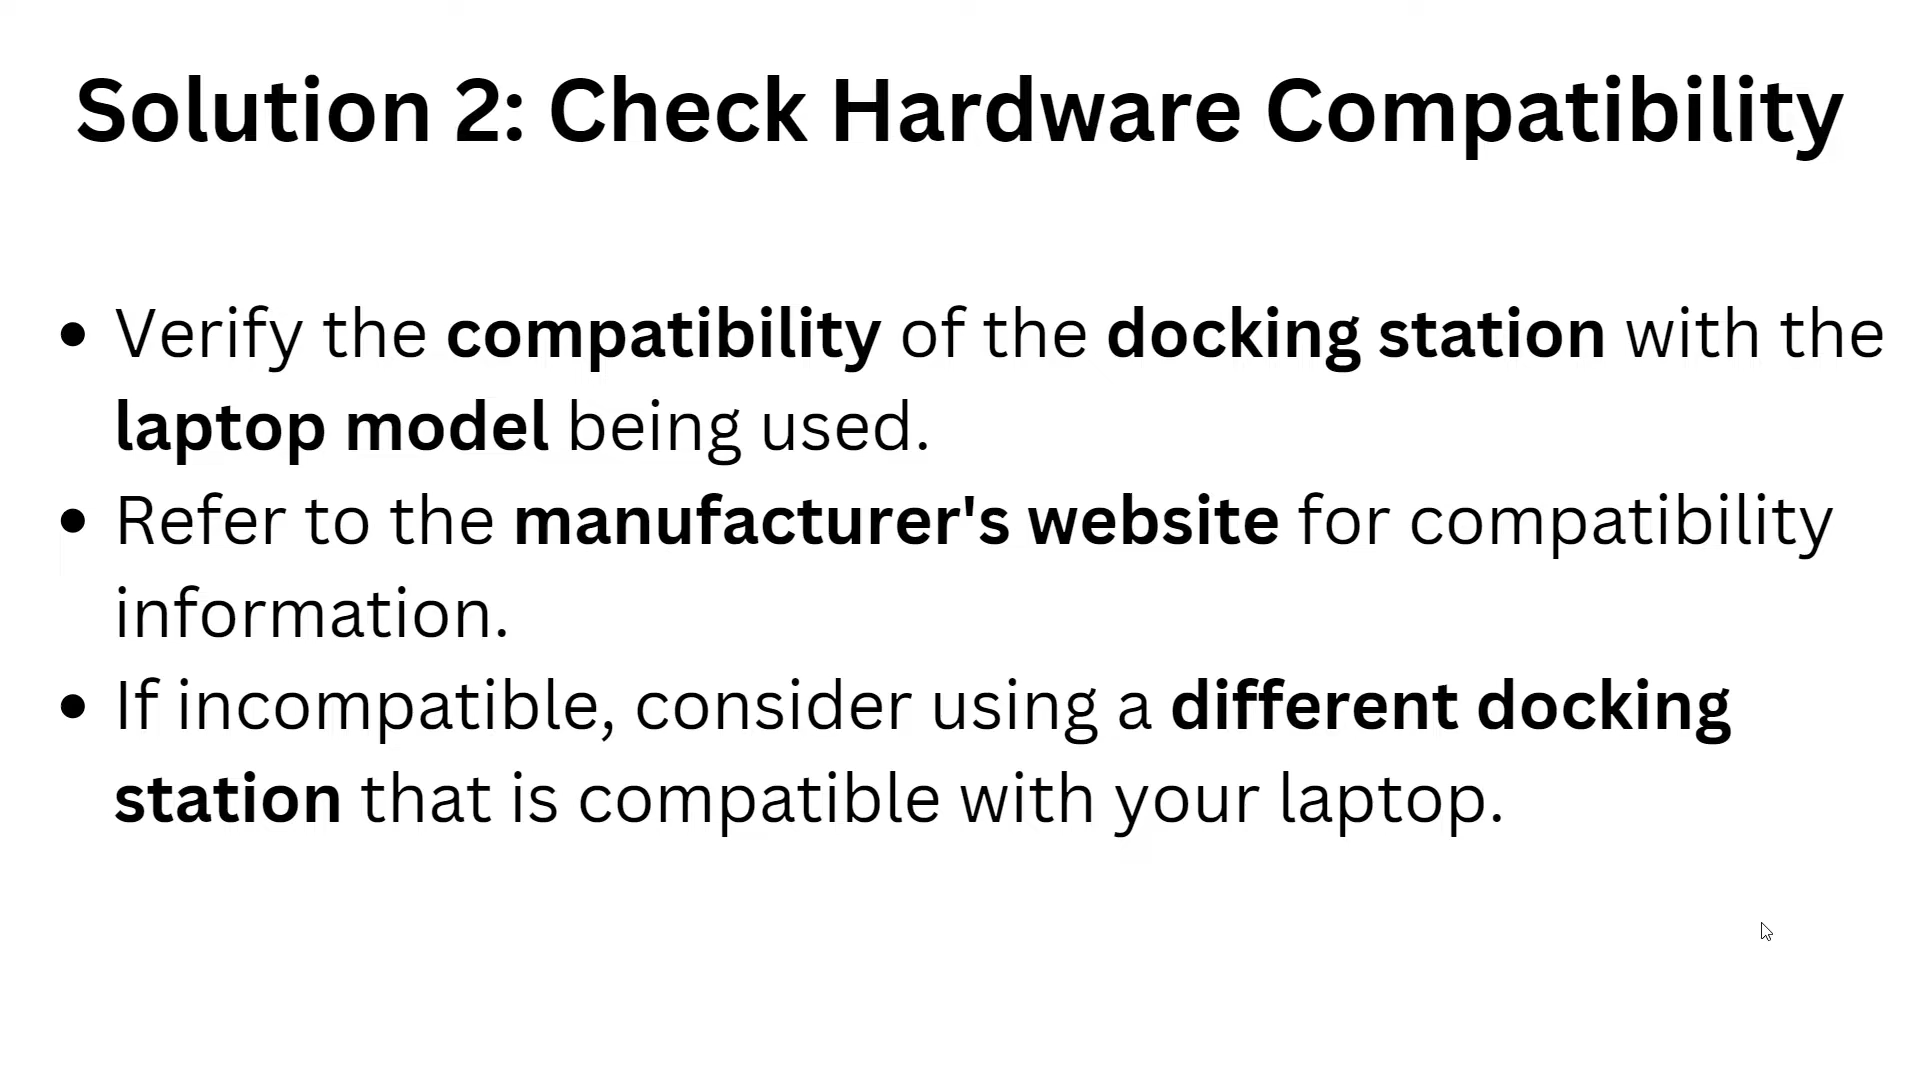 Solution 2: Check Hardware Compatibility
• Verify the compatibility of the docking station with the
laptop model being used.
• Refer to the manufacturer's website for compatibility
information.
• If incompatible, consider using a different docking
station that is compatible with your laptop.